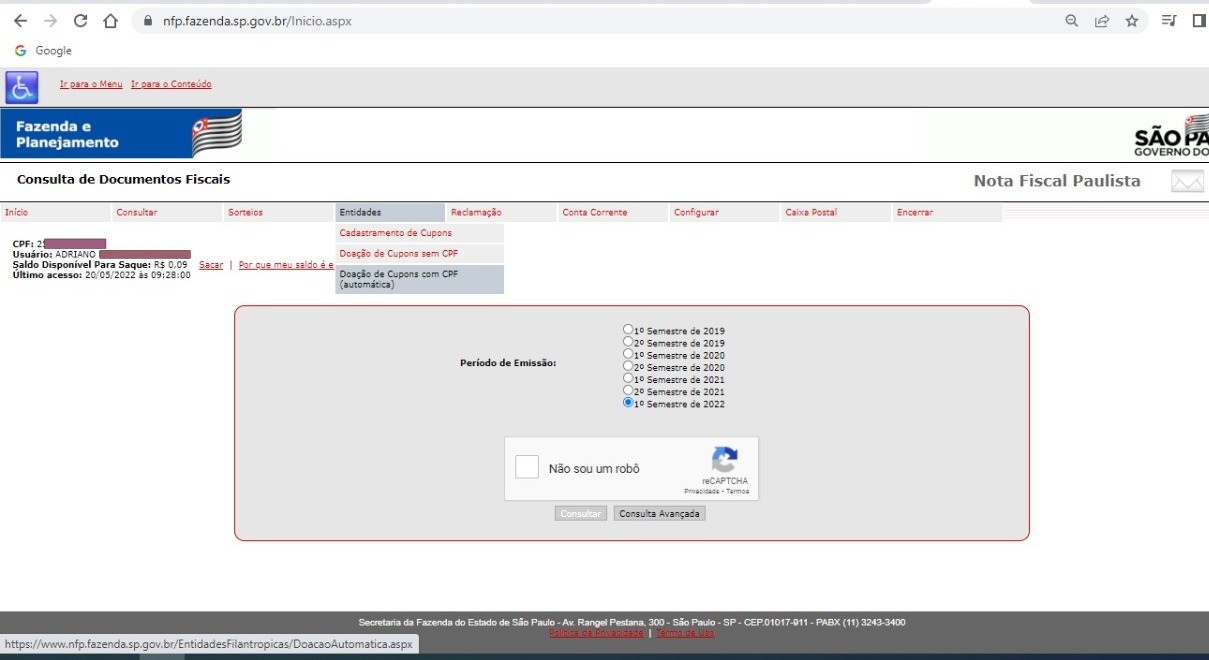 nfp.fazenda.sp.gov.br/Inicio.aspx
Google
Ir para o Menu Ir para o Conteúdo
Fazenda e
Planejamento
SÃO PA
GOVERNO DO
Consulta de Documentos Fiscais
Nota Fiscal Paulista
Início Consultar Sorteios Entidades Reclamação Conta Corrente Configurar Caixa Postal Encerrar
Cadastramento de Cupons
Doação de Cupons sem CPF
Doação de Cupons com CPF
(automática)
CPF: 2
Usuário: ADRIANO
Saldo Disponível Para Saque: R$ 0,09 Sacar | Por que meu saldo é e
Último acesso: 20/05/2022 às 09:28:00
Período de Emissão:
1º Semestre de 2019
2º Semestre de 2019
1º Semestre de 2020
2º Semestre de 2020
1º Semestre de 2021
2º Semestre de 2021
1º Semestre de 2022
Não sou um robô
reCAPTCHA
Privacidade - Termos
Consultar Consulta Avançada
Secretaria da Fazenda do Estado de São Paulo - Av. Rangel Pestana, 300 - São Paulo - SP - CEP.01017-911 - PABX (11) 3243-3400
Política de Privacidade | Termo de Uso
https://www.nfp.fazenda.sp.gov.br/EntidadesFilantropicas/DoacaoAutomatica.aspx